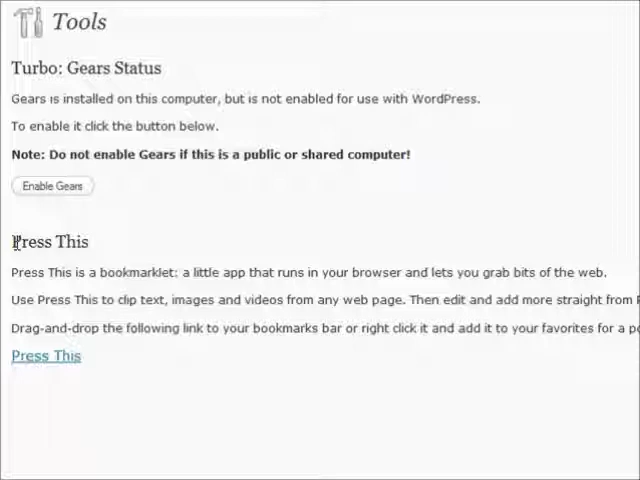 Tools
Turbo: Gears Status
Gears is installed on this computer, but is not enabled for use with WordPress.
To enable it click the button below.
Note: Do not enable Gears if this is a public or shared computer!
Enable Gears
Press This
Press This is a bookmarklet: a little app that runs in your browser and lets you grab bits of the web.
Use Press This to clip text, images and videos from any web page. Then edit and add more straight from
Drag-and-drop the following link to your bookmarks bar or right click it and add it to your favorites for a
Press This